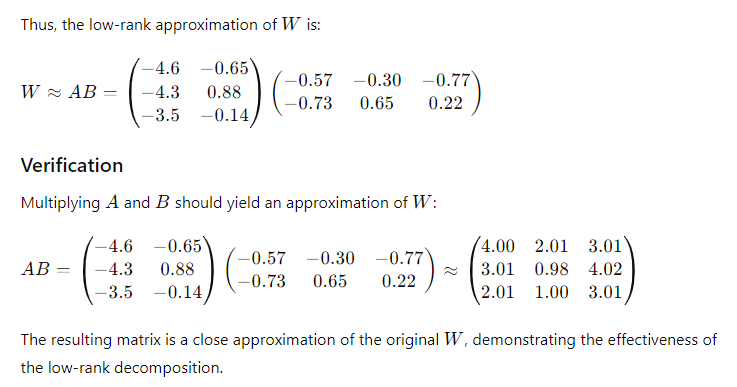 Thus, the low-rank approximation of W is:
W ≈ AB = \begin{pmatrix} -4.6 & -0.65 \\ -4.3 & 0.88 \\ -3.5 & -0.14 \end{pmatrix} \begin{pmatrix} -0.57 & -0.30 & -0.77 \\ -0.73 & 0.65 & 0.22 \end{pmatrix}
Verification
Multiplying A and B should yield an approximation of W:
AB = \begin{pmatrix} -4.6 & -0.65 \\ -4.3 & 0.88 \\ -3.5 & -0.14 \end{pmatrix} \begin{pmatrix} -0.57 & -0.30 & -0.77 \\ -0.73 & 0.65 & 0.22 \end{pmatrix} ≈ \begin{pmatrix} 4.00 & 2.01 & 3.01 \\ 3.01 & 0.98 & 4.02 \\ 2.01 & 1.00 & 3.01 \end{pmatrix}
The resulting matrix is a close approximation of the original W, demonstrating the effectiveness of
the low-rank decomposition.